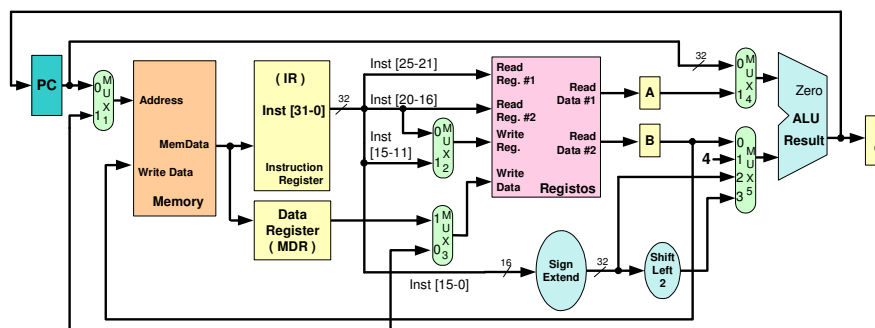 PC
0
1
M
U
X
1
Address
MemData
Write Data
Memory
( IR )
Inst [31-0]
Instruction
Register
32
Data
Register
( MDR )
Inst [25-21]
Inst [20-16]
Inst
[15-11]
0
1
M
U
X
2
1
0
M
U
X
3
Inst [15-0]
16
Read
Reg. #1
Read
Reg. #2
Write
Reg.
Write
Data
Read
Data #1
Read
Data #2
Registos
Sign
Extend
32
Shift
Left
2
A
B
32
0
1
M
U
X
4
4
0
1
2
3
M
U
X
5
Zero
ALU
Result